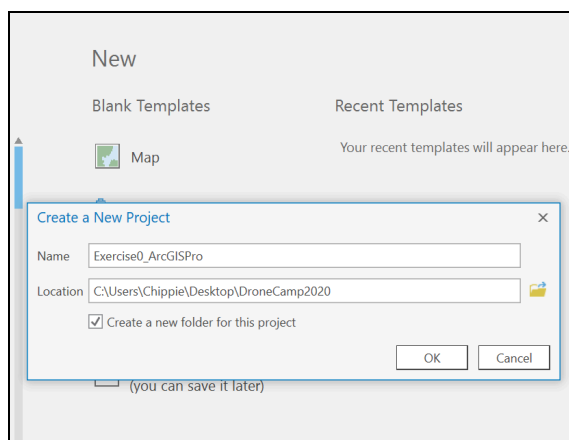 New
Blank Templates
Recent Templates
Map
Your recent templates will appear here.
Create a New Project
Name
Exercise0_ArcGISPro
Location
C:\Users\Chippie\Desktop\DroneCamp2020
Create a new folder for this project
OK
Cancel
(you can save it later)